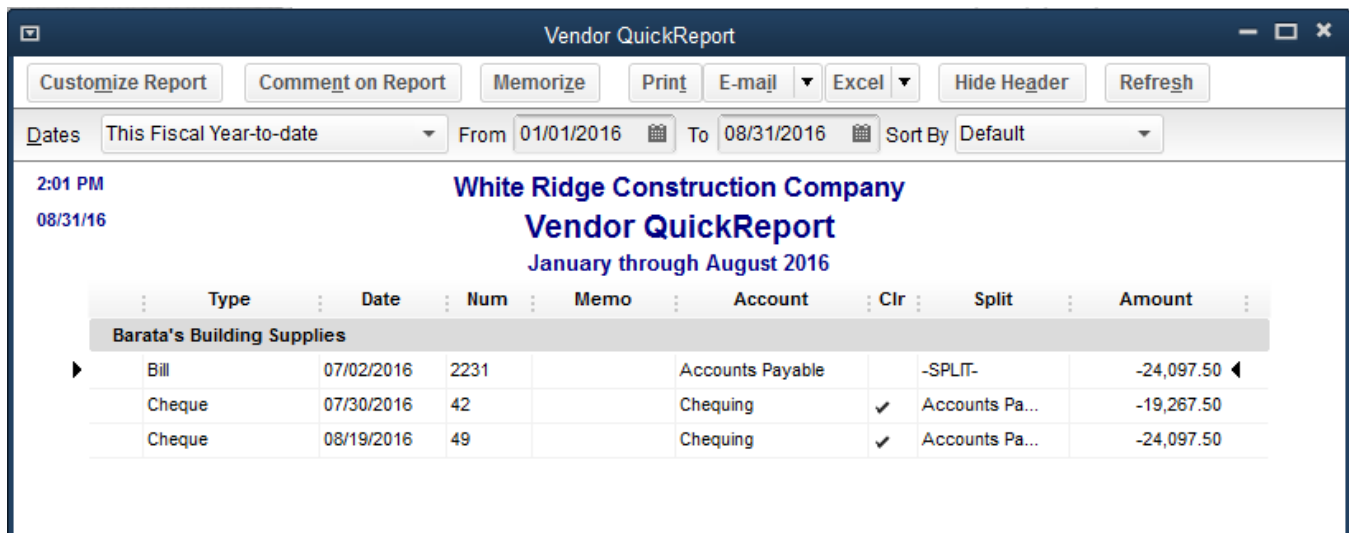 Vendor QuickReport
Customize Report Comment on Report Memorize Print E-mail Excel Hide Header Refresh
Dates This Fiscal Year-to-date From 01/01/2016 To 08/31/2016 Sort By Default
2:01 PM White Ridge Construction Company
08/31/16 Vendor QuickReport
January through August 2016
Type Date Num Memo Account Clr Split Amount
Barata's Building Supplies
Bill 07/02/2016 2231 Accounts Payable -SPLIT- -24,097.50
Cheque 07/30/2016 42 Chequing ✓ Accounts Pa... -19,267.50
Cheque 08/19/2016 49 Chequing ✓ Accounts Pa... -24,097.50